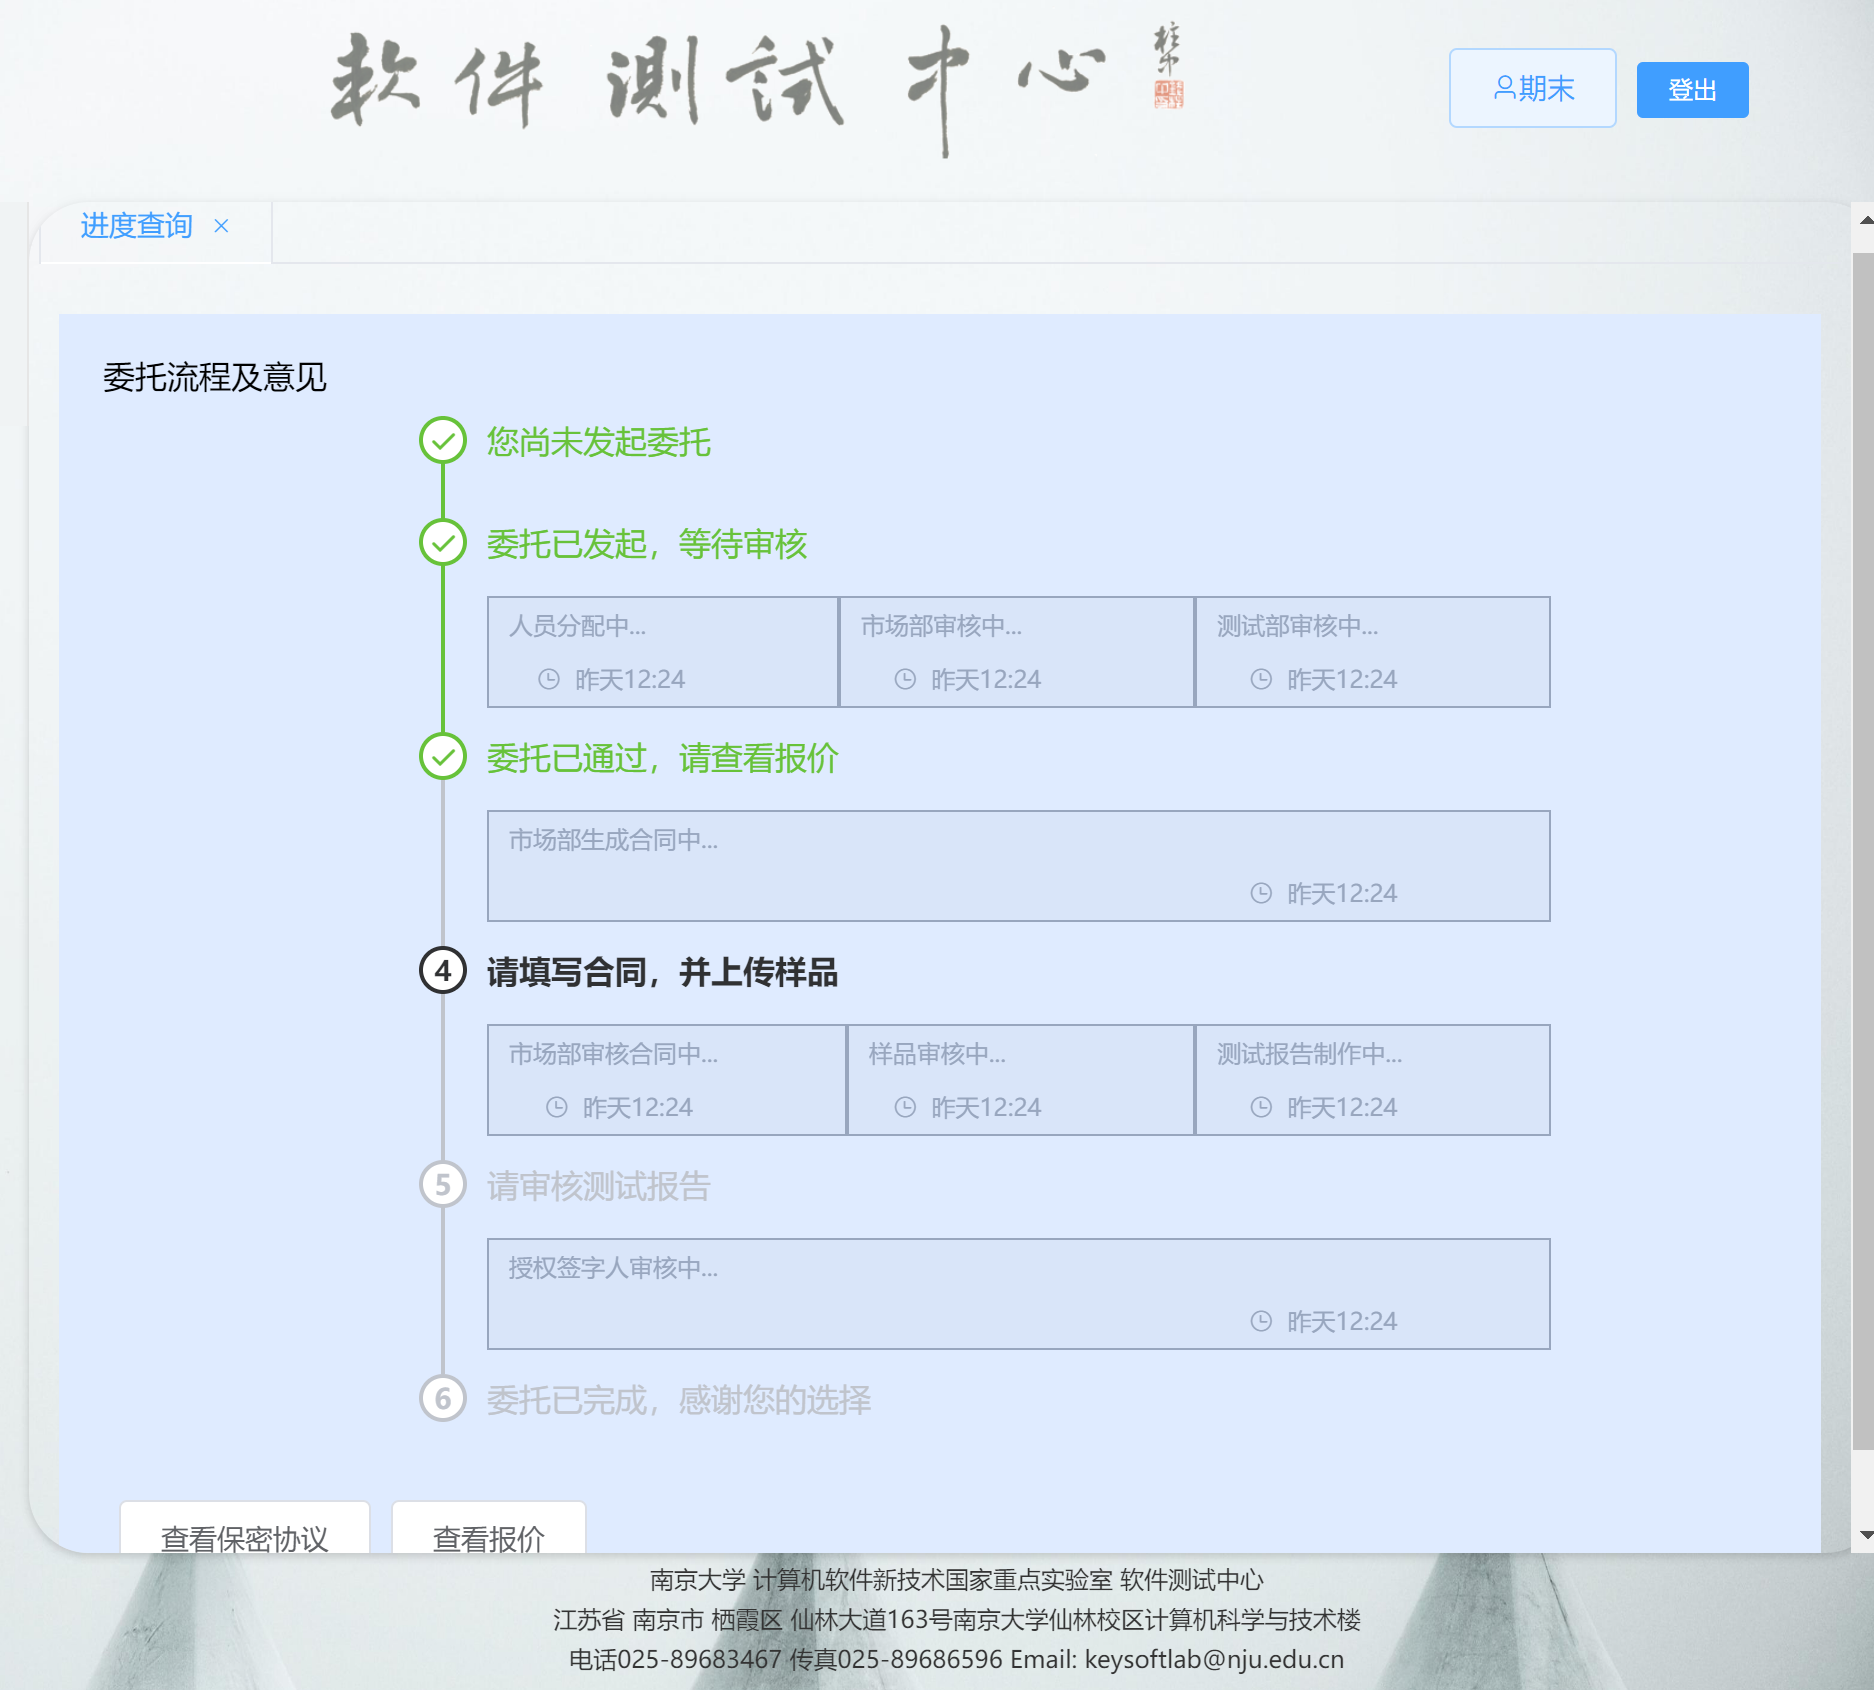 軟件測試中心
期末
登出
进度查询
委托流程及意见
您尚未发起委托
委托已发起，等待审核
人员分配中... 市场部审核中... 测试部审核中...
昨天12:24 昨天12:24 昨天12:24
委托已通过，请查看报价
市场部生成合同中...
昨天12:24
4 请填写合同，并上传样品
市场部审核合同中... 样品审核中... 测试报告制作中...
昨天12:24 昨天12:24 昨天12:24
5 请审核测试报告
授权签字人审核中...
昨天12:24
6 委托已完成，感谢您的选择
查看保密协议 查看报价
南京大学 计算机软件新技术国家重点实验室 软件测试中心
江苏省 南京市 栖霞区 仙林大道163号南京大学仙林校区计算机科学与技术楼
电话025-89683467 传真025-89686596 Email: keysoftlab@nju.edu.cn